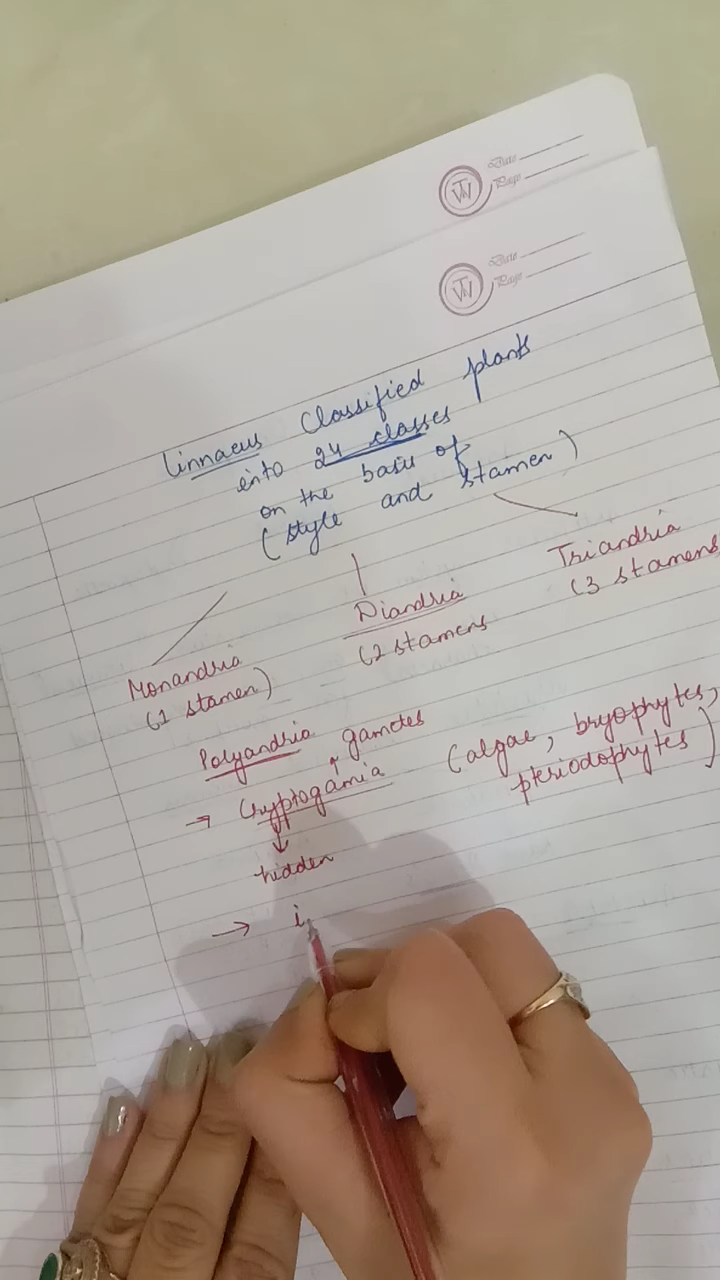 Date
Page
Date
Page
Linnaeus Classified plants
into 24 classes
on the basis of
(style and stamen)
Monandria
(1 stamen)
Diandria
(2 stamens
Triandria
(3 stamens
Polyandria
gametes
→ Cryptogamia (algae, bryophytes,
pteriodophytes)
hidden
→ i